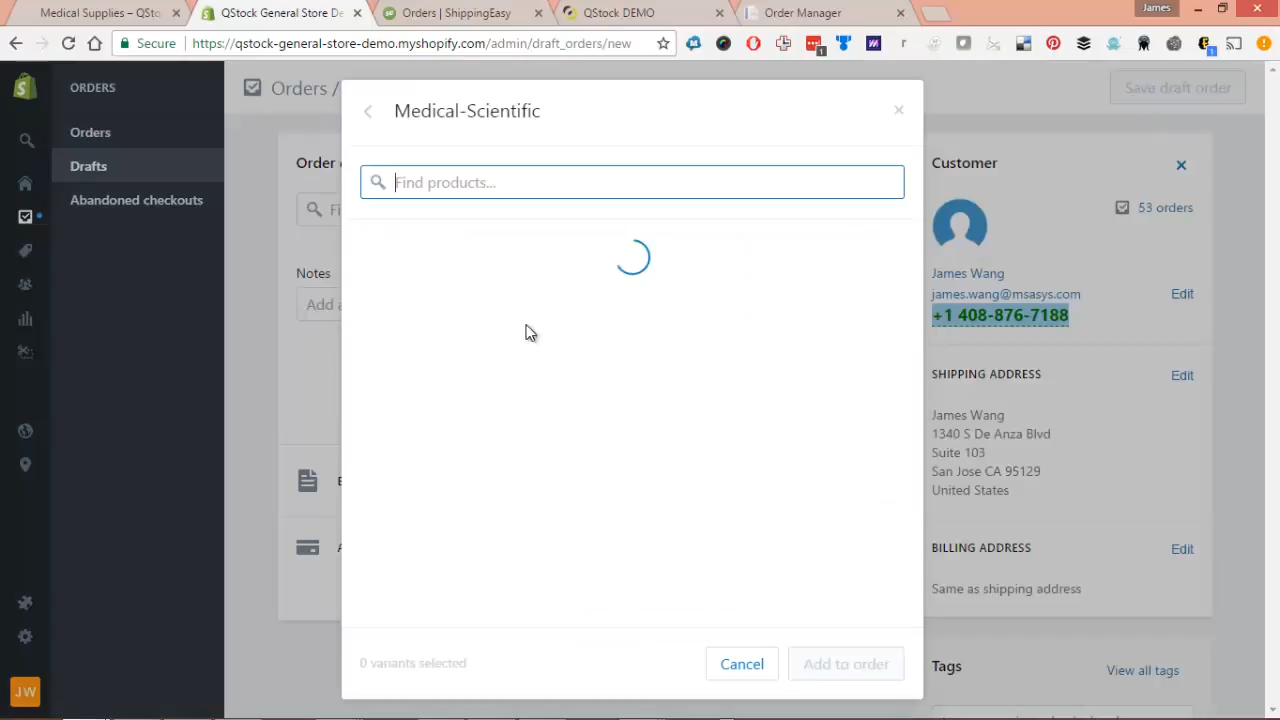 Medical Supplies – QSto
QStock General Store De
Orders | ShippingEasy
QStock DEMO
Order Manager
James
Secure
https://qstock-general-store-demo.myshopify.com/admin/draft_orders/new
1
1
r
ORDERS
Orders
Drafts
Abandoned checkouts
JW
Orders /
Save draft order
Order
Fi
Notes
Add a
Medical-Scientific
Find products...
0 variants selected
Cancel
Add to order
Customer
53 orders
James Wang
james.wang@msasys.com
Edit
+1 408-876-7188
SHIPPING ADDRESS
Edit
James Wang
1340 S De Anza Blvd
Suite 103
San Jose CA 95129
United States
BILLING ADDRESS
Edit
Same as shipping address
Tags
View all tags